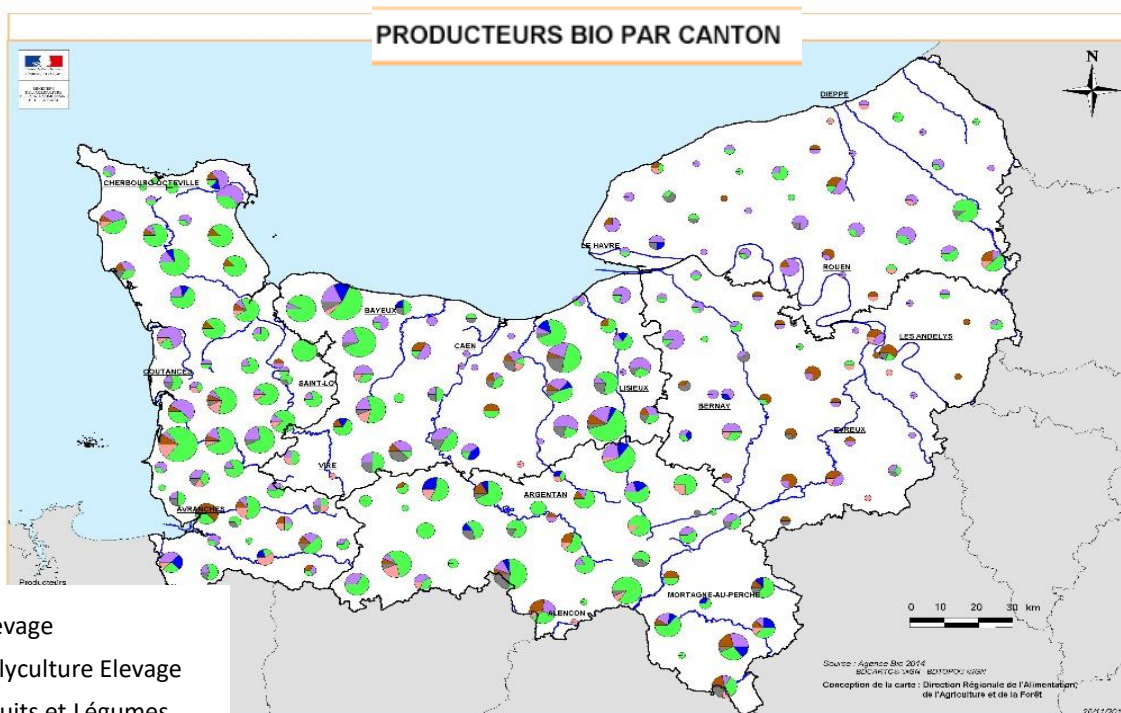 PRODUCTEURS BIO PAR CANTON
N
DIEPPE
CHERBOURG-OCTEVILLE
LE HAVRE
ROUEN
BAYEUX
LES ANDELYS
CAEN
COUTANCES
SAINT-LO
LISIEUX
BERNAY
EVREUX
VIRE
ARGENTAN
AVRANCHES
Producteurs
MORTAGNE-AU-PERCHE
ALENCON
0 10 20 30 km
evage
lyculture Elevage
uits et Légumes
Source : Agence Bio 2014
Conception de la carte : Direction Régionale de l'Alimentation,
de l'Agriculture et de la Forêt